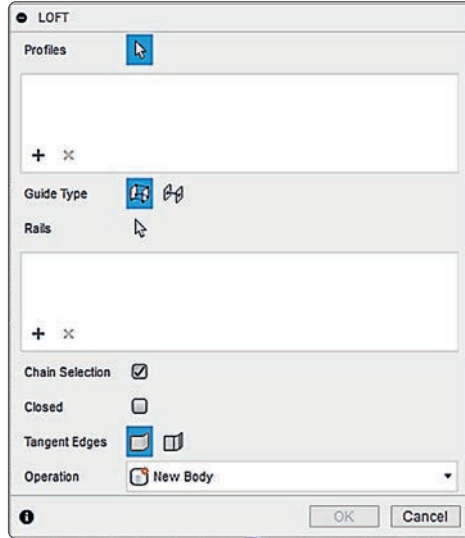 LOFT
Profiles
Guide Type
Rails
Chain Selection
Closed
Tangent Edges
Operation New Body
OK Cancel